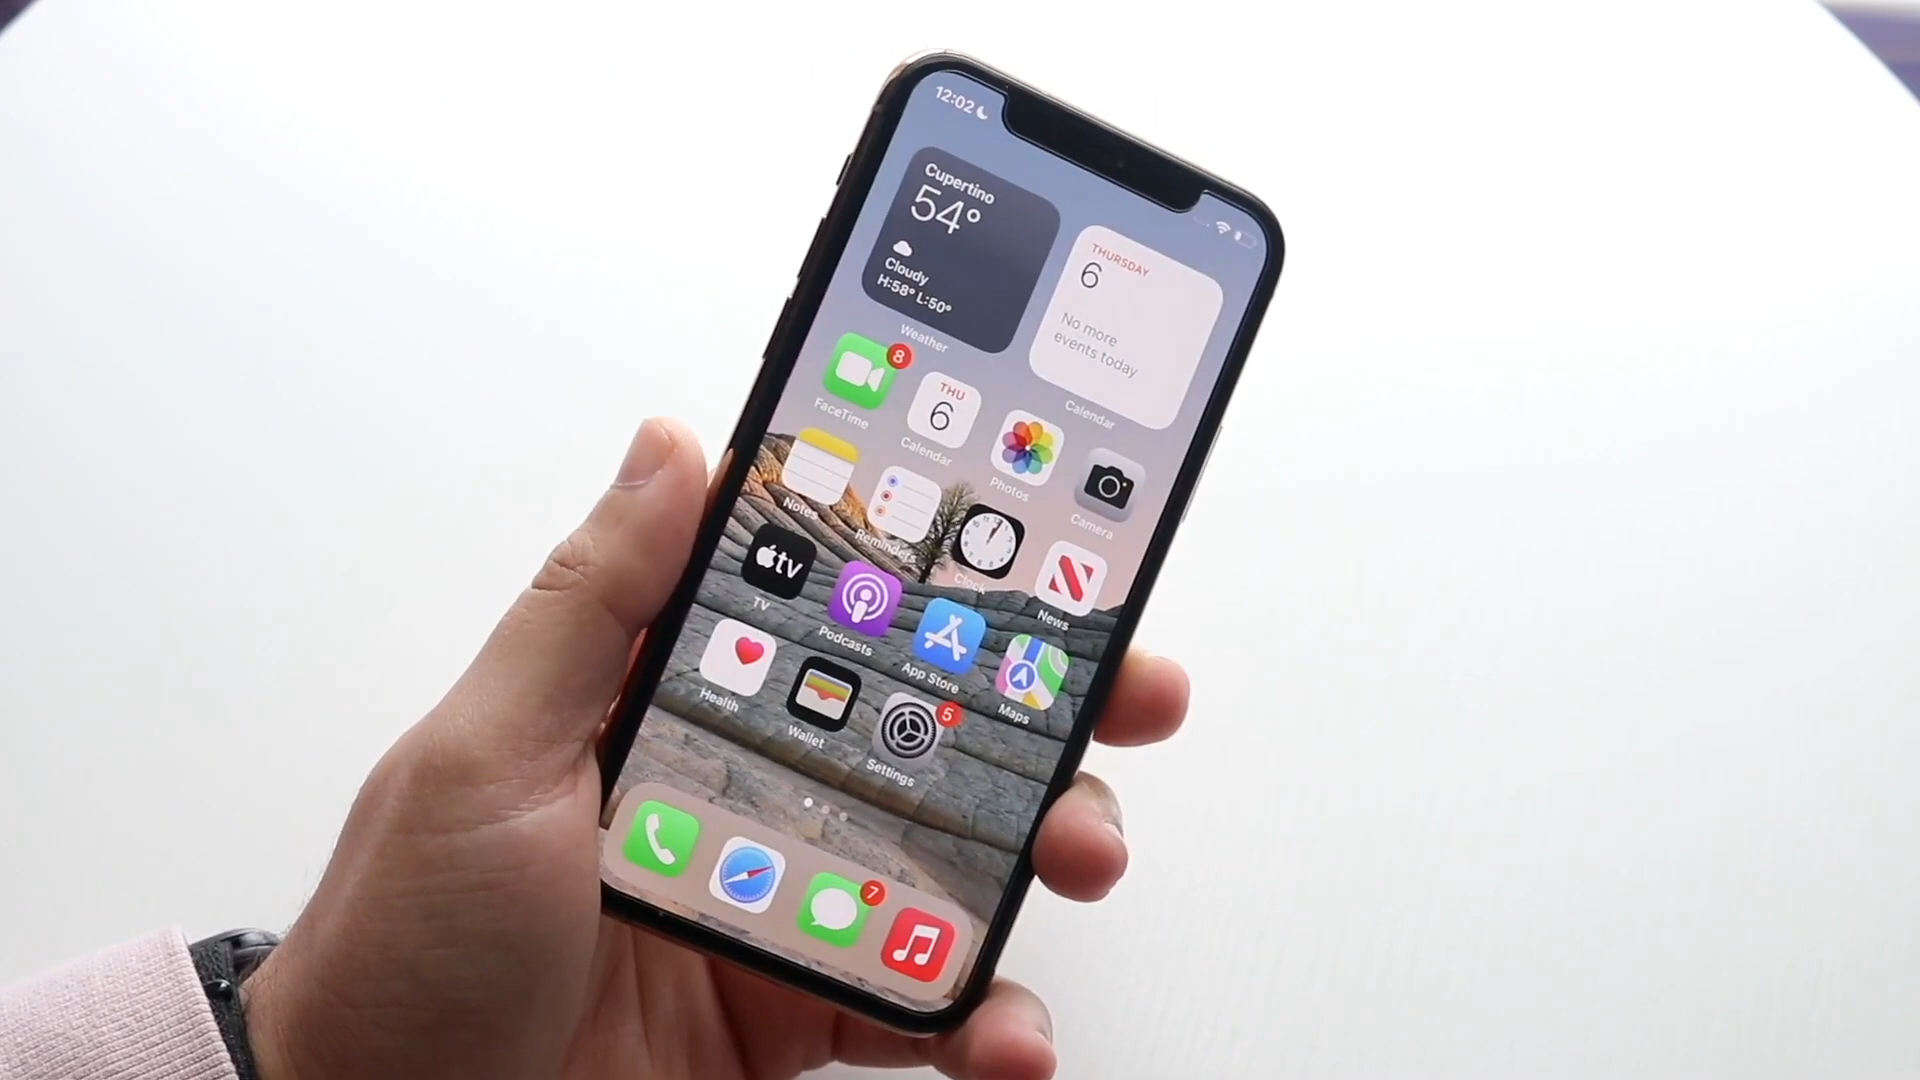 12:02
Cupertino
54°
Cloudy
H:58° L:50°
Weather
THURSDAY
6
No more
events today
Calendar
8
FaceTime
THU
6
Calendar
Photos
Camera
Notes
Reminders
Clock
News
tv
TV
Podcasts
App Store
Maps
Health
Wallet
5
Settings
7